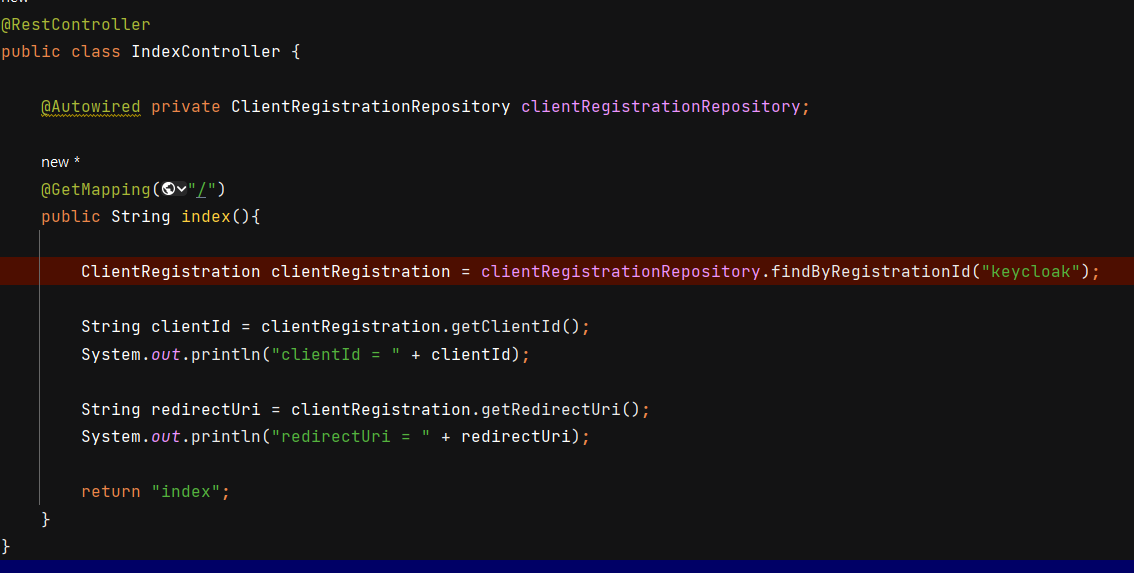 new
@RestController
public class IndexController {
@Autowired private ClientRegistrationRepository clientRegistrationRepository;
new *
@GetMapping("/")
public String index(){
ClientRegistration clientRegistration = clientRegistrationRepository.findByRegistrationId("keycloak");
String clientId = clientRegistration.getClientId();
System.out.println("clientId = " + clientId);
String redirectUri = clientRegistration.getRedirectUri();
System.out.println("redirectUri = " + redirectUri);
return "index";
}
}